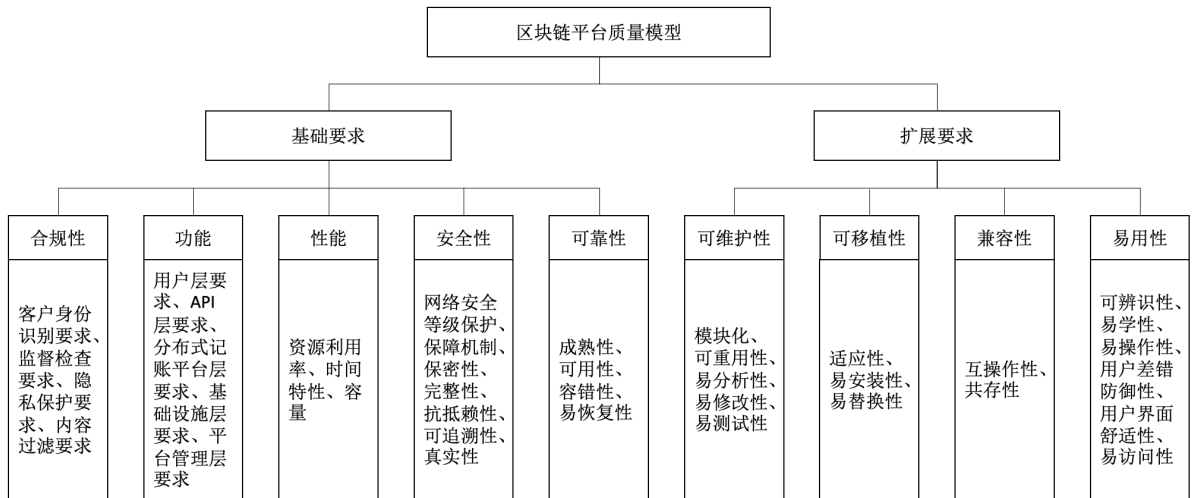 区块链平台质量模型
基础要求
扩展要求
合规性
功能
性能
安全性
可靠性
可维护性
可移植性
兼容性
易用性
客户身份
识别要求、
监督检查
要求、隐
私保护要
求、内容
过滤要求
用户层要
求、API
层要求、
分布式记
账平台层
要求、基
础设施层
要求、平
台管理层
要求
资源利用
率、时间
特性、容
量
网络安全
等级保护、
保障机制、
保密性、
完整性、
抗抵赖性、
可追溯性、
真实性
成熟性、
可用性、
容错性、
易恢复性
模块化、
可重用性、
易分析性、
易修改性、
易测试性
适应性、
易安装性、
易替换性
互操作性、
共存性
可辨识性、
易学性、
易操作性、
用户差错
防御性、
用户界面
舒适性、
易访问性